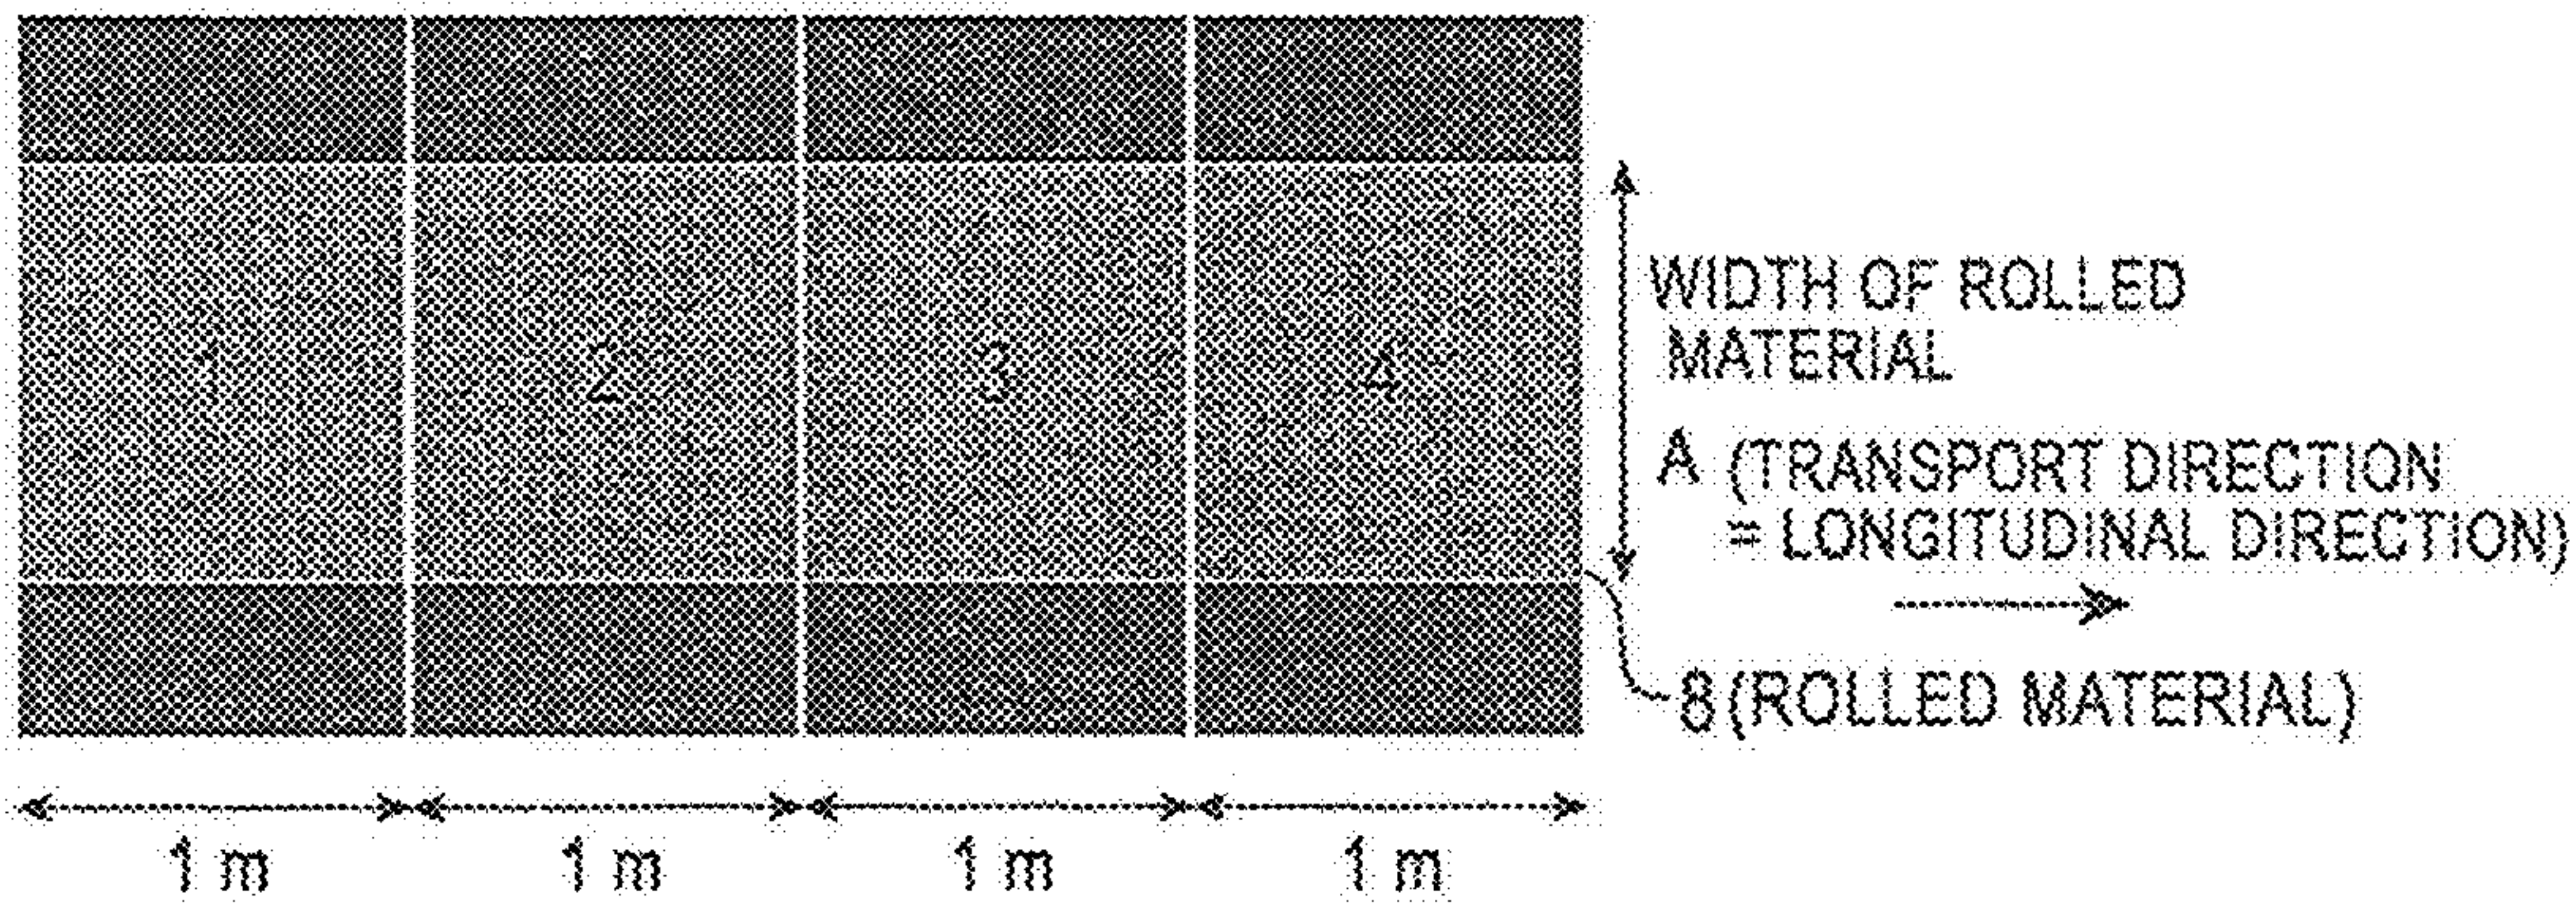 1 2 3 4
WIDTH OF ROLLED
MATERIAL
A (TRANSPORT DIRECTION
= LONGITUDINAL DIRECTION)
8 (ROLLED MATERIAL)
1 m 1 m 1 m 1 m